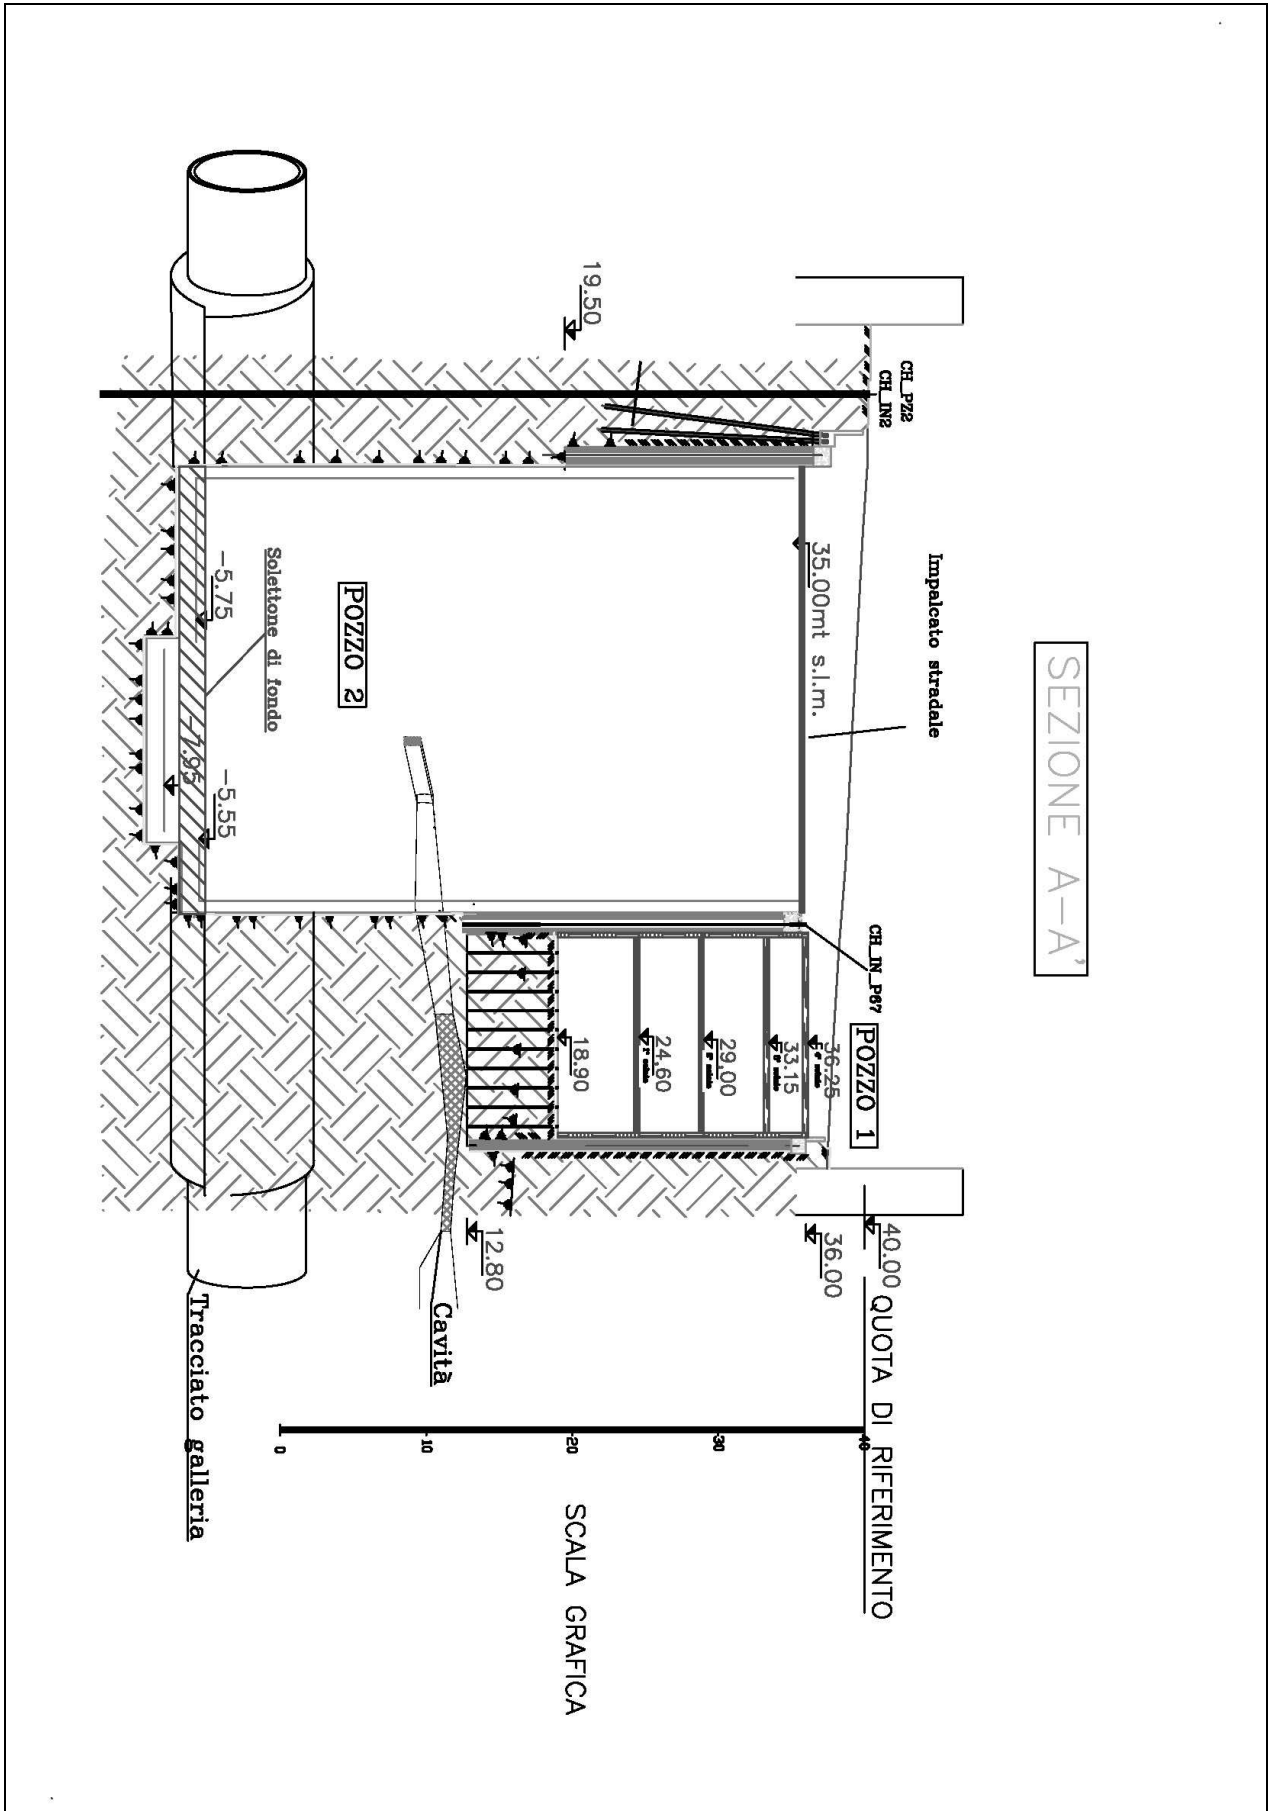 SEZIONE A-A'
CH_PZ2
CH_IN2
Impalcato stradale
CH_IN_P67
POZZO 1
40.00
QUOTA DI RIFERIMENTO
35.00mt s.l.m.
36.25
36.00
33.15
29.00
24.60
19.50
18.90
12.80
POZZO 2
Cavità
Solettone di fondo
-5.75
-5.55
-7.95
Tracciato galleria
SCALA GRAFICA
40
30
20
10
0